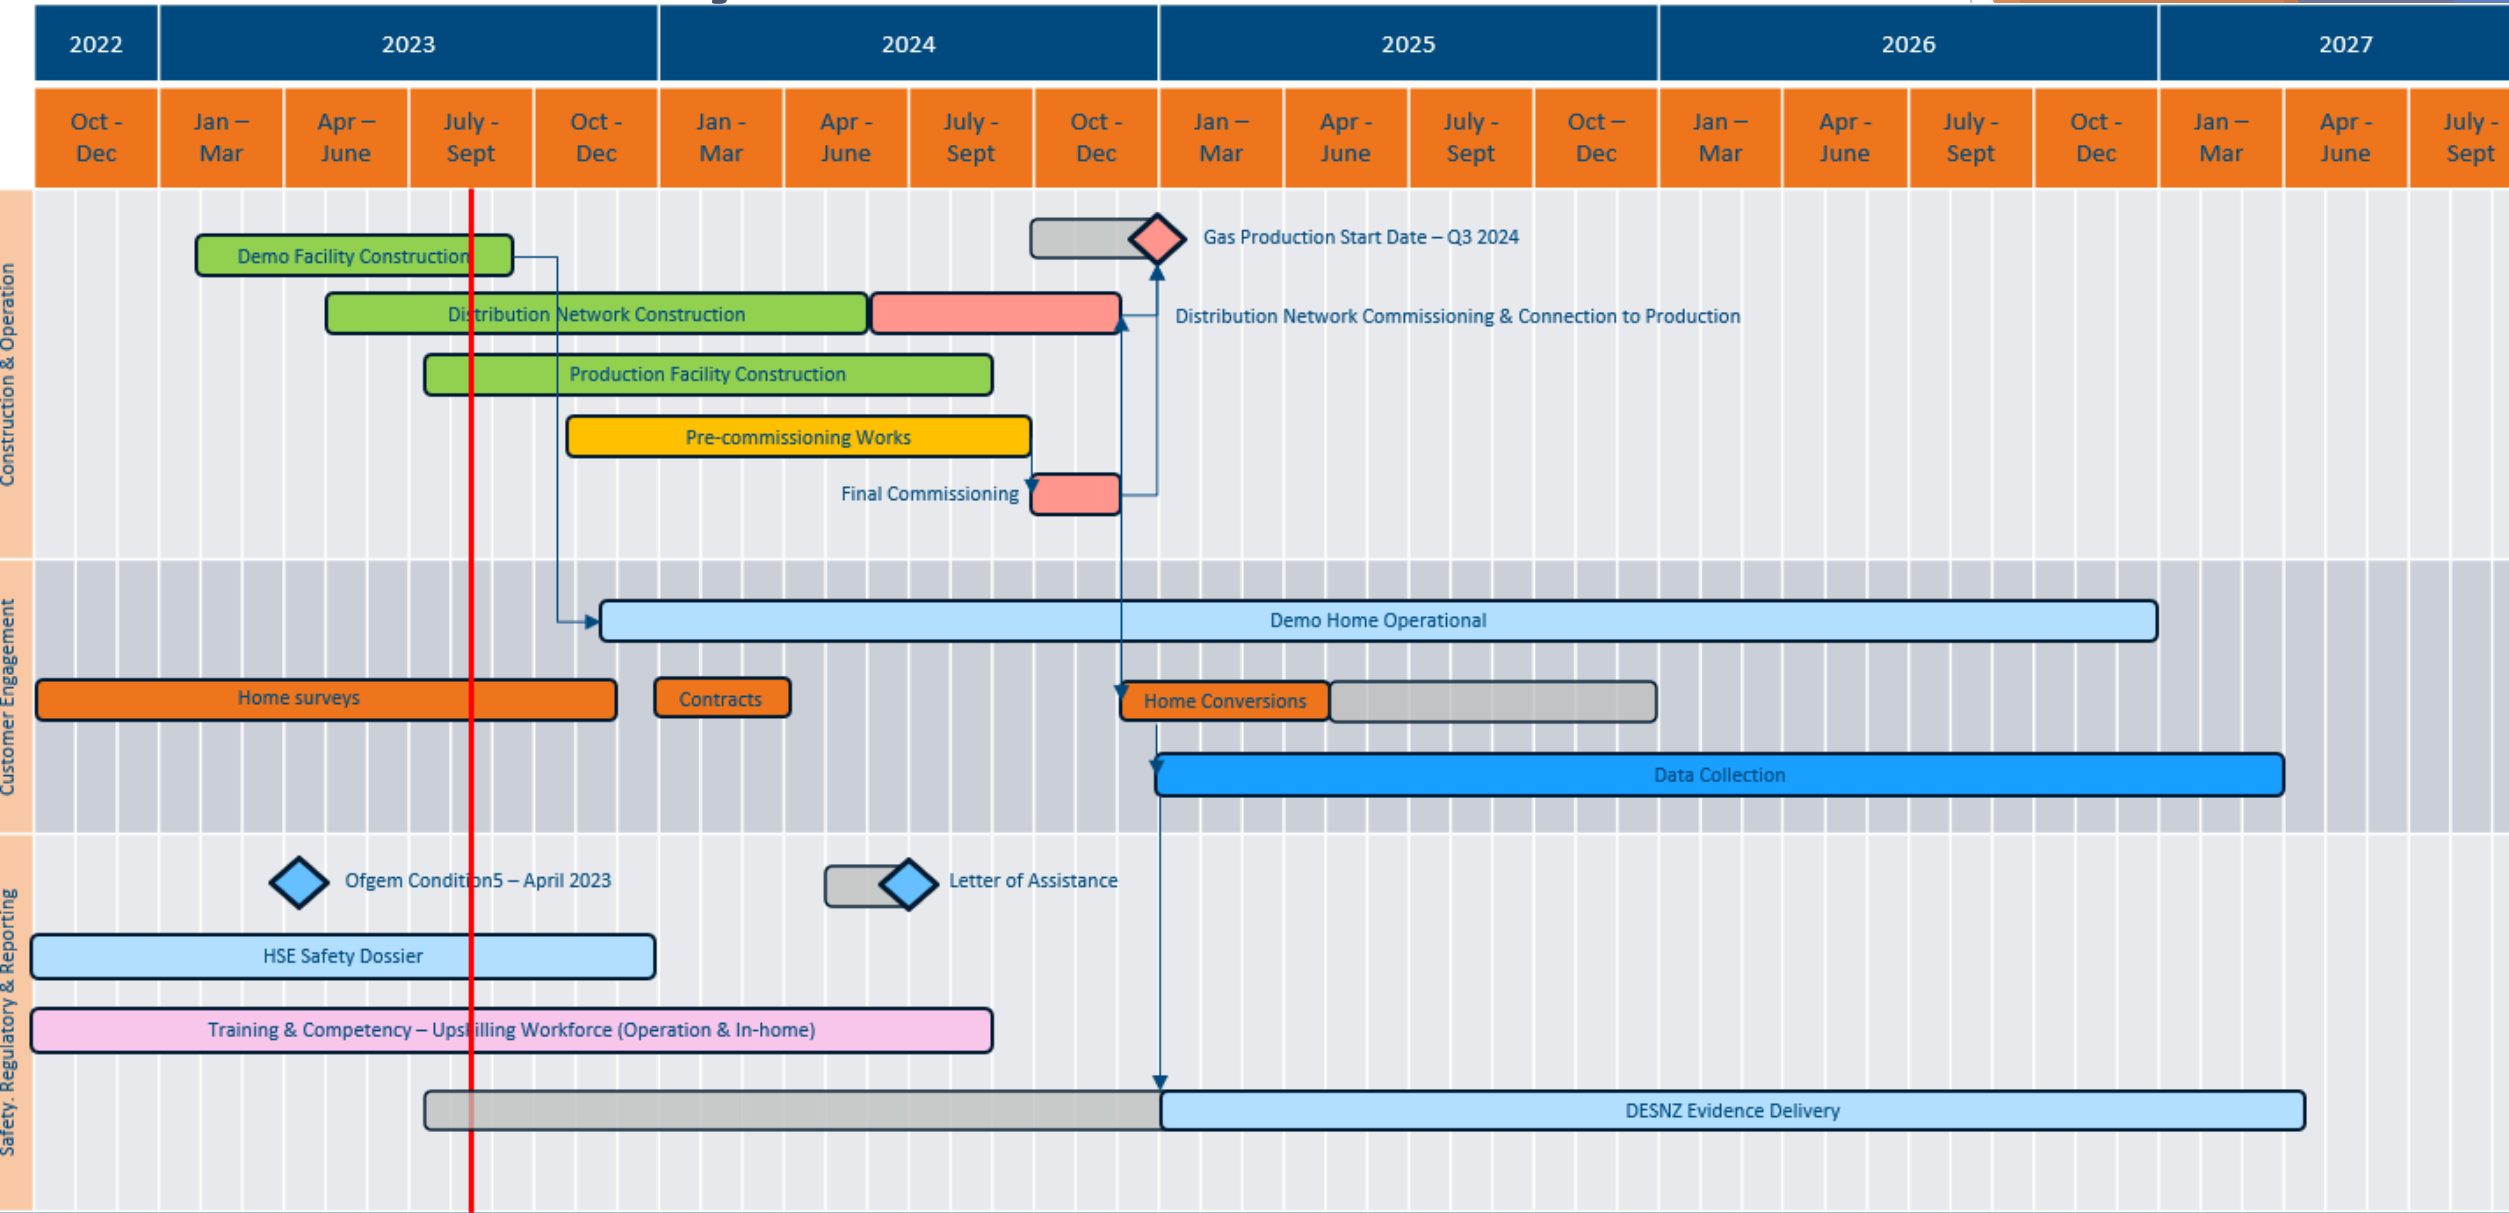 2022
2023
2024
2025
2026
2027
Oct -
Dec
Jan –
Mar
Apr –
June
July -
Sept
Oct -
Dec
Jan -
Mar
Apr -
June
July -
Sept
Oct -
Dec
Jan –
Mar
Apr -
June
July -
Sept
Oct –
Dec
Jan –
Mar
Apr -
June
July -
Sept
Oct -
Dec
Jan –
Mar
Apr -
June
July -
Sept
Construction & Operation
Gas Production Start Date – Q3 2024
Demo Facility Construction
Distribution Network Construction
Distribution Network Commissioning & Connection to Production
Production Facility Construction
Pre-commissioning Works
Final Commissioning
Customer Engagement
Demo Home Operational
Home surveys
Contracts
Home Conversions
Data Collection
Safety. Regulatory & Reporting
Ofgem Condition5 – April 2023
Letter of Assistance
HSE Safety Dossier
Training & Competency – Upskilling Workforce (Operation & In-home)
DESNZ Evidence Delivery